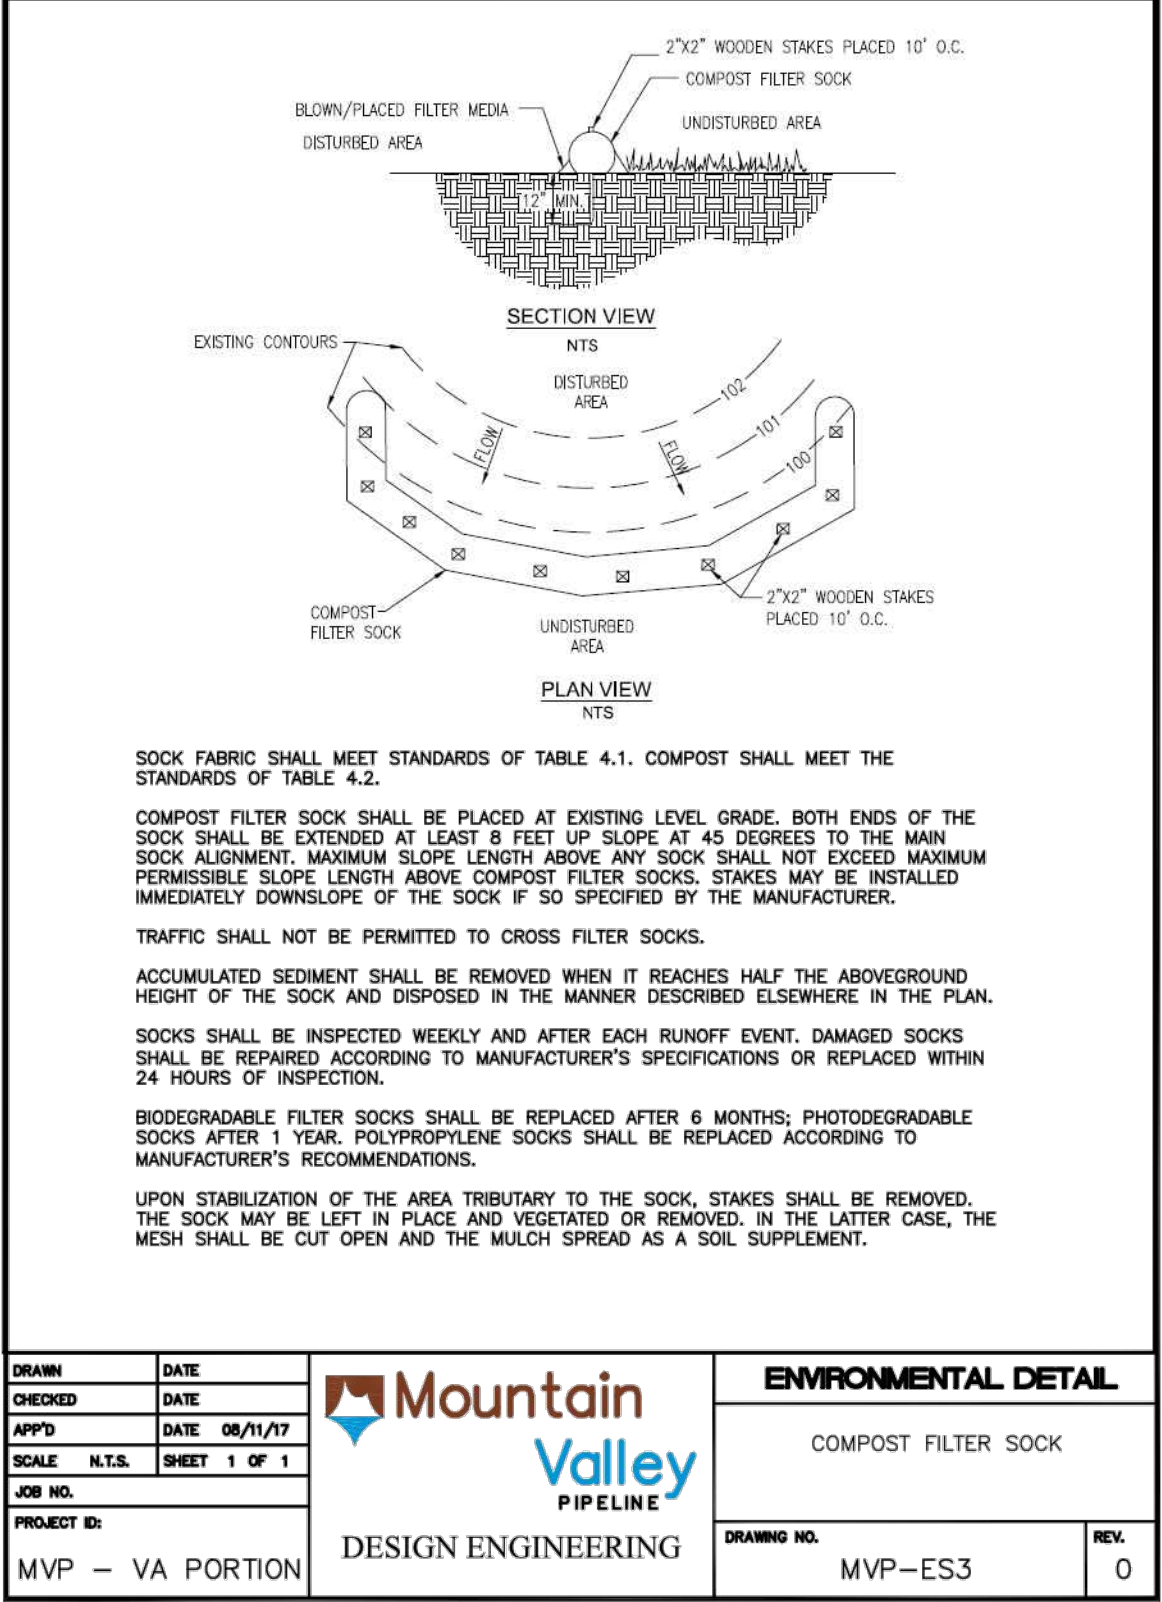 2"X2" WOODEN STAKES PLACED 10' O.C.
COMPOST FILTER SOCK
BLOWN/PLACED FILTER MEDIA
UNDISTURBED AREA
DISTURBED AREA
12" MIN.
SECTION VIEW
NTS
EXISTING CONTOURS
DISTURBED
AREA
102
101
100
FLOW
FLOW
2"X2" WOODEN STAKES
PLACED 10' O.C.
COMPOST
FILTER SOCK
UNDISTURBED
AREA
PLAN VIEW
NTS
SOCK FABRIC SHALL MEET STANDARDS OF TABLE 4.1. COMPOST SHALL MEET THE
STANDARDS OF TABLE 4.2.
COMPOST FILTER SOCK SHALL BE PLACED AT EXISTING LEVEL GRADE. BOTH ENDS OF THE
SOCK SHALL BE EXTENDED AT LEAST 8 FEET UP SLOPE AT 45 DEGREES TO THE MAIN
SOCK ALIGNMENT. MAXIMUM SLOPE LENGTH ABOVE ANY SOCK SHALL NOT EXCEED MAXIMUM
PERMISSIBLE SLOPE LENGTH ABOVE COMPOST FILTER SOCKS. STAKES MAY BE INSTALLED
IMMEDIATELY DOWNSLOPE OF THE SOCK IF SO SPECIFIED BY THE MANUFACTURER.
TRAFFIC SHALL NOT BE PERMITTED TO CROSS FILTER SOCKS.
ACCUMULATED SEDIMENT SHALL BE REMOVED WHEN IT REACHES HALF THE ABOVEGROUND
HEIGHT OF THE SOCK AND DISPOSED IN THE MANNER DESCRIBED ELSEWHERE IN THE PLAN.
SOCKS SHALL BE INSPECTED WEEKLY AND AFTER EACH RUNOFF EVENT. DAMAGED SOCKS
SHALL BE REPAIRED ACCORDING TO MANUFACTURER'S SPECIFICATIONS OR REPLACED WITHIN
24 HOURS OF INSPECTION.
BIODEGRADABLE FILTER SOCKS SHALL BE REPLACED AFTER 6 MONTHS; PHOTODEGRADABLE
SOCKS AFTER 1 YEAR. POLYPROPYLENE SOCKS SHALL BE REPLACED ACCORDING TO
MANUFACTURER'S RECOMMENDATIONS.
UPON STABILIZATION OF THE AREA TRIBUTARY TO THE SOCK, STAKES SHALL BE REMOVED.
THE SOCK MAY BE LEFT IN PLACE AND VEGETATED OR REMOVED. IN THE LATTER CASE, THE
MESH SHALL BE CUT OPEN AND THE MULCH SPREAD AS A SOIL SUPPLEMENT.
DRAWN DATE
CHECKED DATE
APP'D DATE 08/11/17
SCALE N.T.S. SHEET 1 OF 1
JOB NO.
PROJECT ID:
MVP – VA PORTION
Mountain
Valley
PIPELINE
DESIGN ENGINEERING
ENVIRONMENTAL DETAIL
COMPOST FILTER SOCK
DRAWING NO.
MVP–ES3
REV.
0